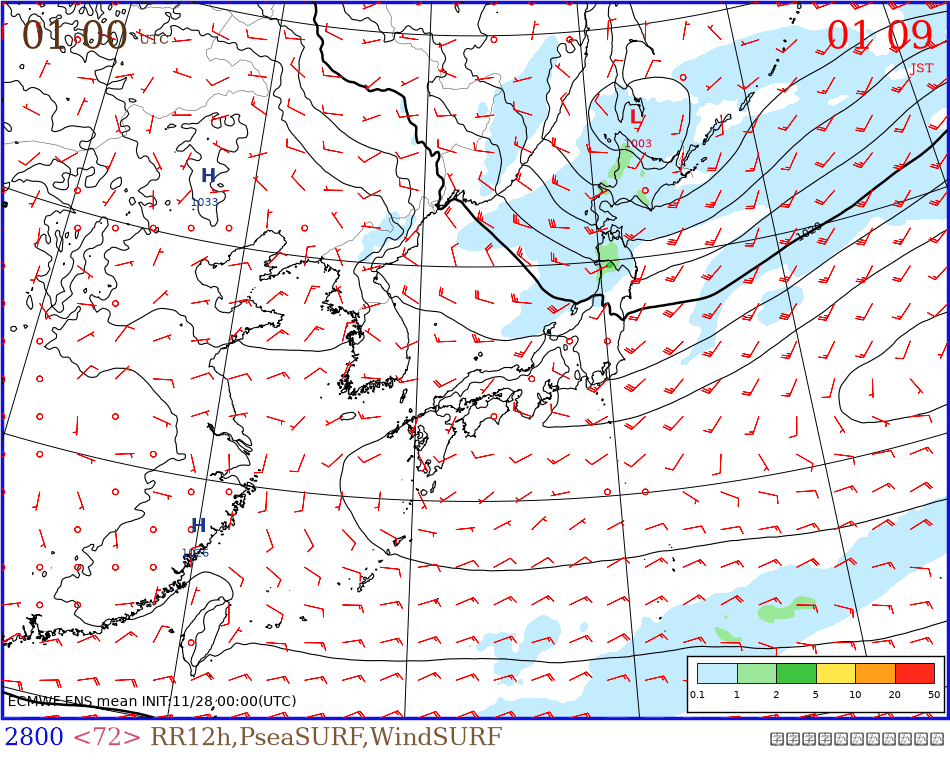 01.00 UTC
01 09
JST
L
1003
H
1033
1020
H
ECMWF ENS mean INIT:11/28 00:00(UTC)
0.1 1 2 5 10 20 50
2800 <72> RR12h,PseaSURF,WindSURF